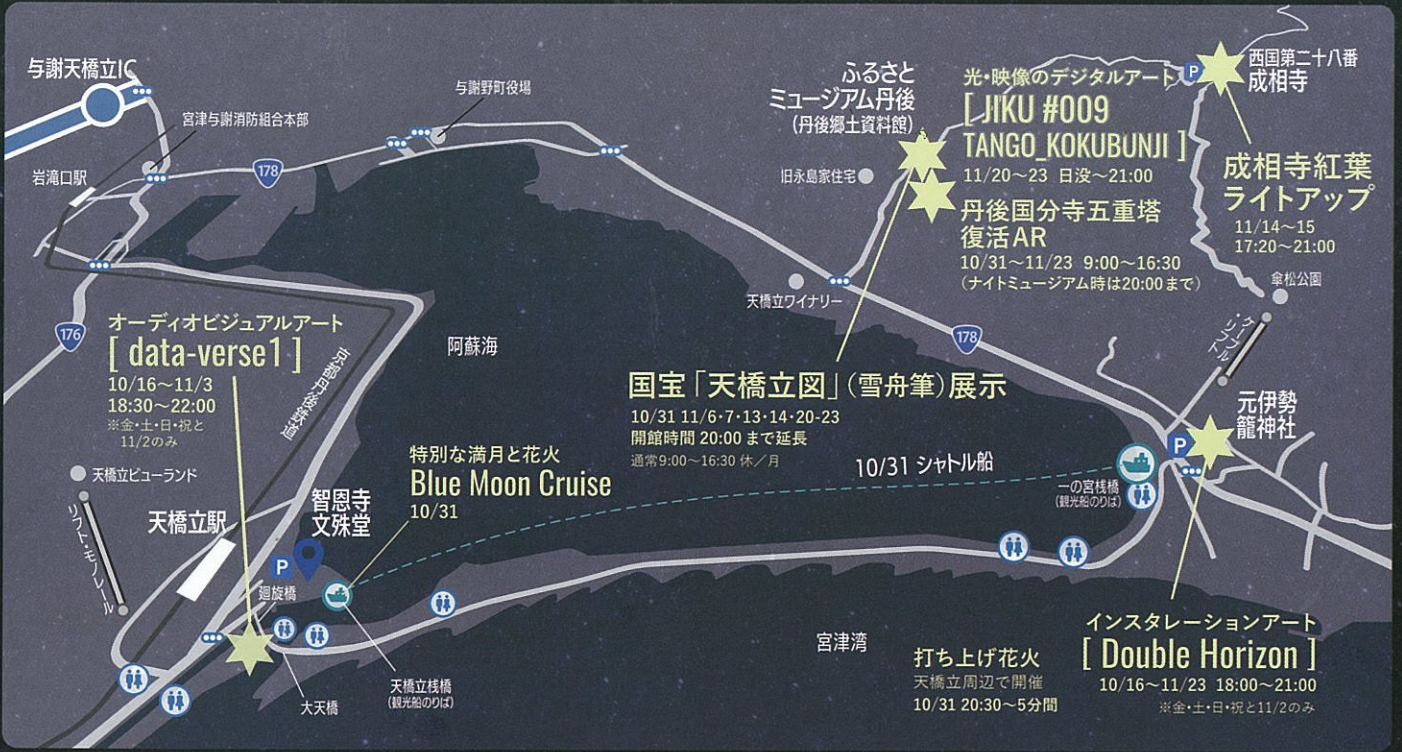 与謝天橋立IC
宮津与謝消防組合本部
岩滝口駅
178
与謝野町役場
ふるさと
ミュージアム丹後
(丹後郷土資料館)
旧永島家住宅
光・映像のデジタルアート
[ JIKU #009
TANGO_KOKUBUNJI ]
11/20〜23 日没〜21:00
丹後国分寺五重塔
復活AR
10/31〜11/23 9:00〜16:30
(ナイトミュージアム時は20:00まで)
P
西国第二十八番
成相寺
成相寺紅葉
ライトアップ
11/14〜15
17:20〜21:00
傘松公園
ケーブル
・リフト
天橋立ワイナリー
178
176
オーディオビジュアルアート
[ data-verse1 ]
10/16〜11/3
18:30〜22:00
※金・土・日・祝と
11/2のみ
京都丹後鉄道
阿蘇海
国宝「天橋立図」(雪舟筆)展示
10/31 11/6・7・13・14・20-23
開館時間 20:00 まで延長
通常9:00〜16:30 休/月
元伊勢
籠神社
P
特別な満月と花火
Blue Moon Cruise
10/31
10/31 シャトル船
一の宮桟橋
(観光船のりば)
天橋立ビューランド
リフト・モノレール
天橋立駅
智恩寺
文殊堂
P
廻旋橋
大天橋
天橋立桟橋
(観光船のりば)
宮津湾
打ち上げ花火
天橋立周辺で開催
10/31 20:30〜5分間
インスタレーションアート
[ Double Horizon ]
10/16〜11/23 18:00〜21:00
※金・土・日・祝と11/2のみ